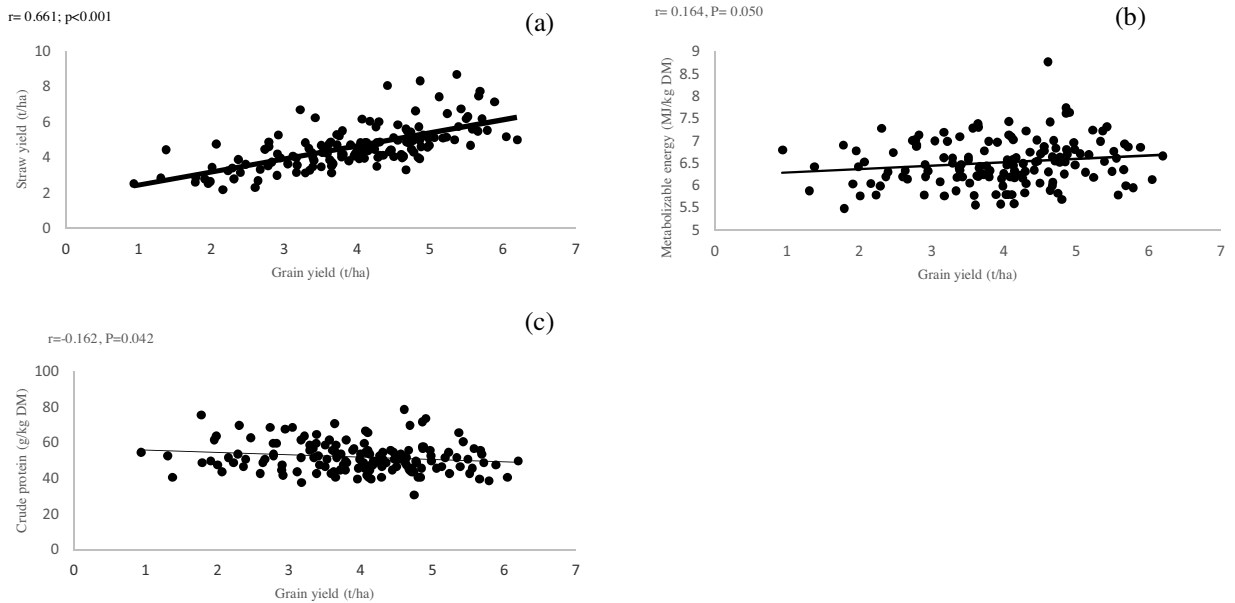 r= 0.661; p<0.001
(a)
10
8
6
4
2
0
Straw yield (t/ha)
0 1 2 3 4 5 6 7
Grain yield (t/ha)
r= 0.164, P= 0.050
(b)
9
8.5
8
7.5
7
6.5
6
5.5
5
Metabolizable energy (MJ/kg DM)
0 1 2 3 4 5 6 7
Grain yield (t/ha)
r=-0.162, P=0.042
(c)
100
80
60
40
20
0
Crude protein (g/kg DM)
0 1 2 3 4 5 6 7
Grain yield (t/ha)